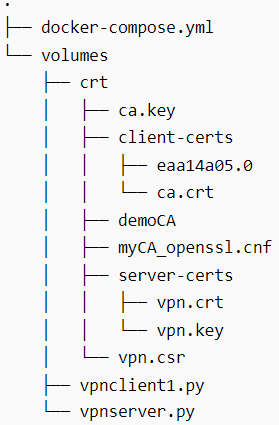 .
├── docker-compose.yml
└── volumes
    ├── crt
    │   ├── ca.key
    │   ├── client-certs
    │   │   ├── eaa14a05.0
    │   │   └── ca.crt
    │   ├── demoCA
    │   ├── myCA_openssl.cnf
    │   ├── server-certs
    │   │   ├── vpn.crt
    │   │   └── vpn.key
    │   └── vpn.csr
    ├── vpnclient1.py
    └── vpnserver.py